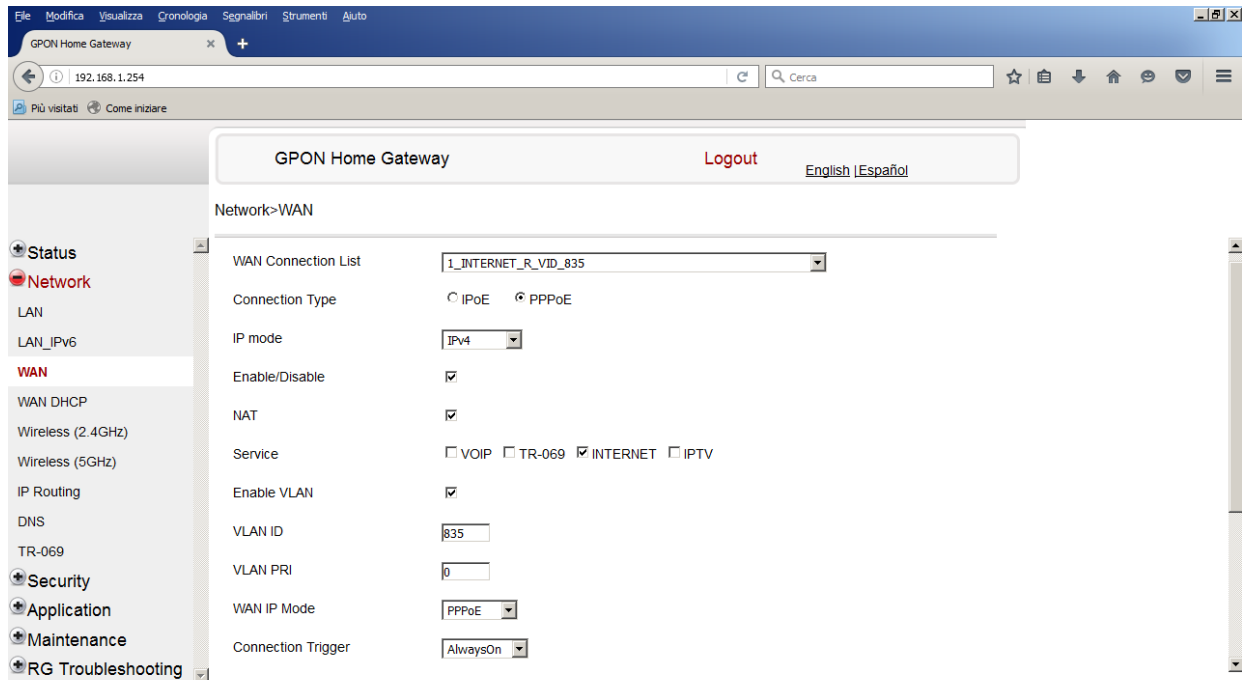 File Modifica Visualizza Cronologia Segnalibri Strumenti Aiuto
GPON Home Gateway
192.168.1.254
Cerca
Più visitati Come iniziare
GPON Home Gateway Logout English | Español
Network>WAN
Status
Network
LAN
LAN_IPv6
WAN
WAN DHCP
Wireless (2.4GHz)
Wireless (5GHz)
IP Routing
DNS
TR-069
Security
Application
Maintenance
RG Troubleshooting
WAN Connection List 1_INTERNET_R_VID_835
Connection Type IPoE PPPoE
IP mode IPv4
Enable/Disable
NAT
Service VOIP TR-069 INTERNET IPTV
Enable VLAN
VLAN ID 835
VLAN PRI 0
WAN IP Mode PPPoE
Connection Trigger AlwaysOn